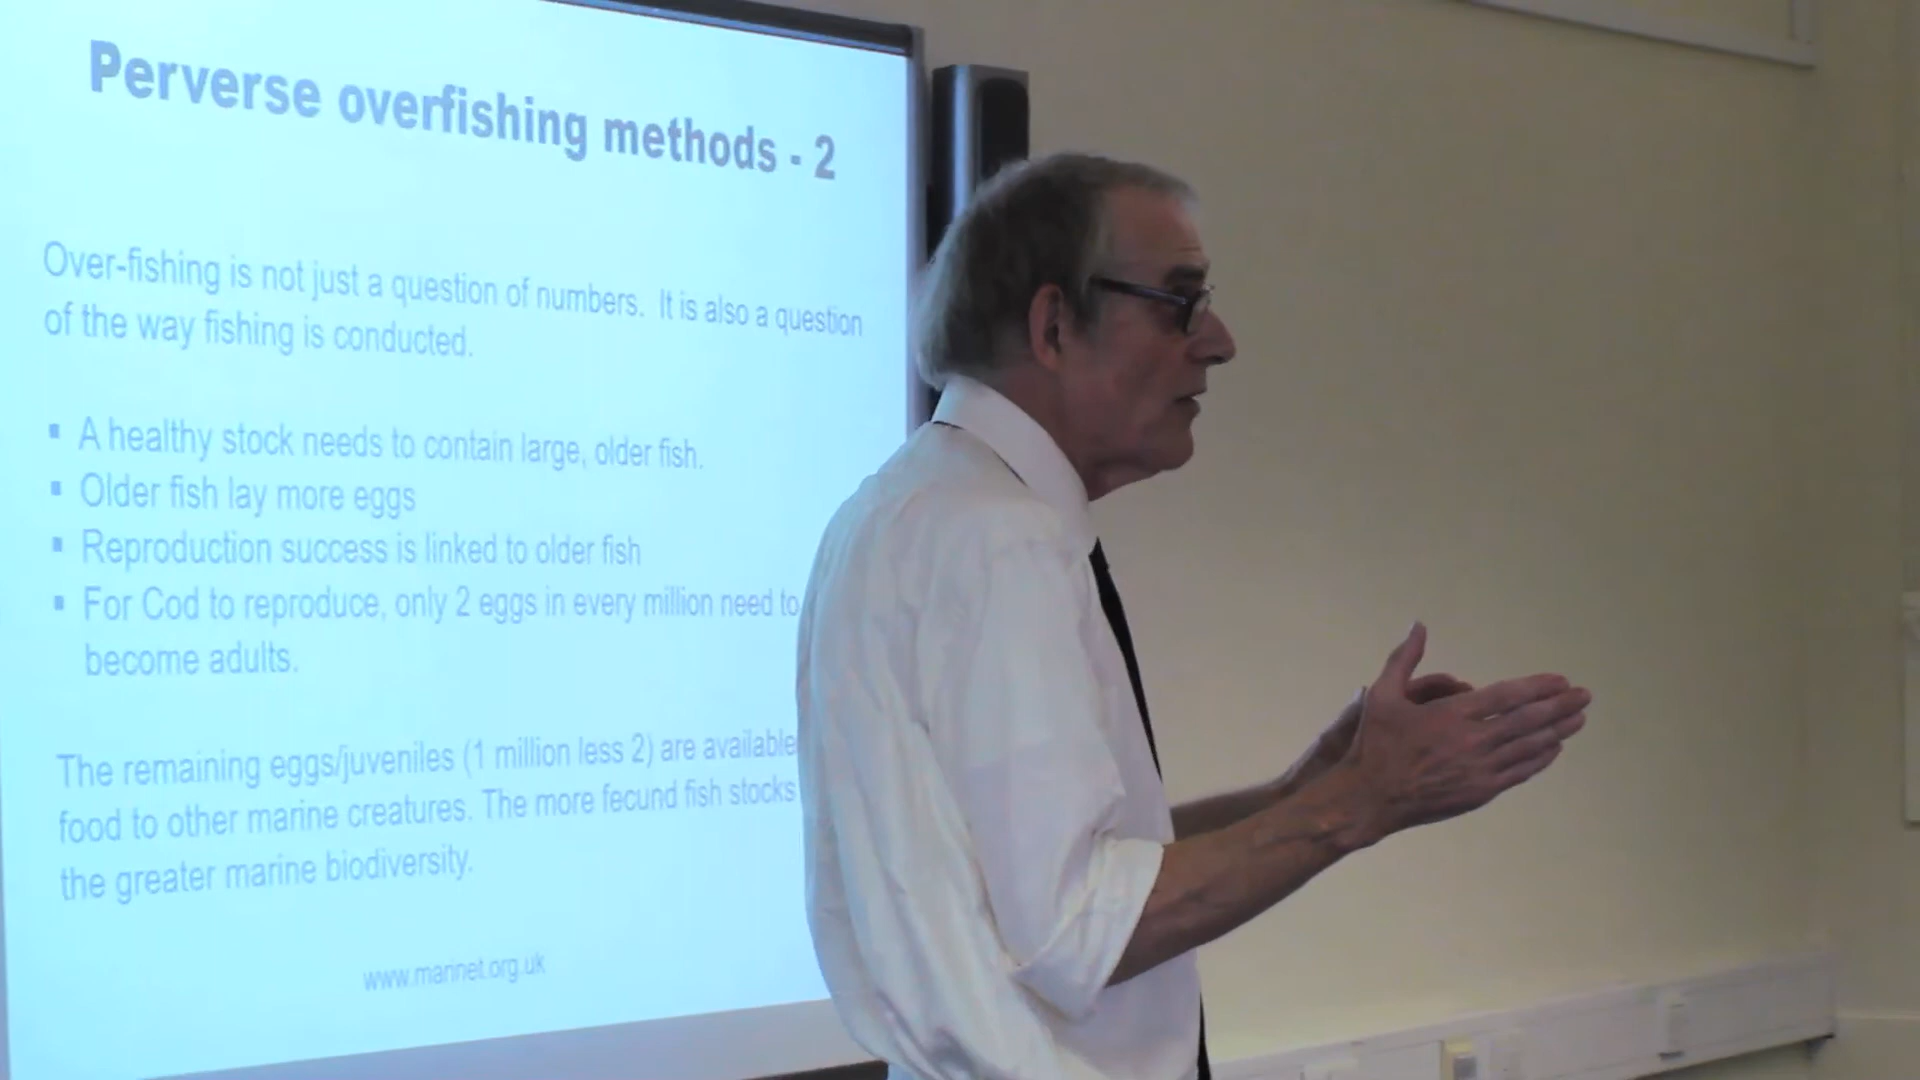 Perverse overfishing methods - 2
Over-fishing is not just a question of numbers. It is also a question
of the way fishing is conducted.
▪ A healthy stock needs to contain large, older fish.
▪ Older fish lay more eggs
▪ Reproduction success is linked to older fish
▪ For Cod to reproduce, only 2 eggs in every million need to
become adults.
The remaining eggs/juveniles (1 million less 2) are available
food to other marine creatures. The more fecund fish stocks
the greater marine biodiversity.
www.marinet.org.uk